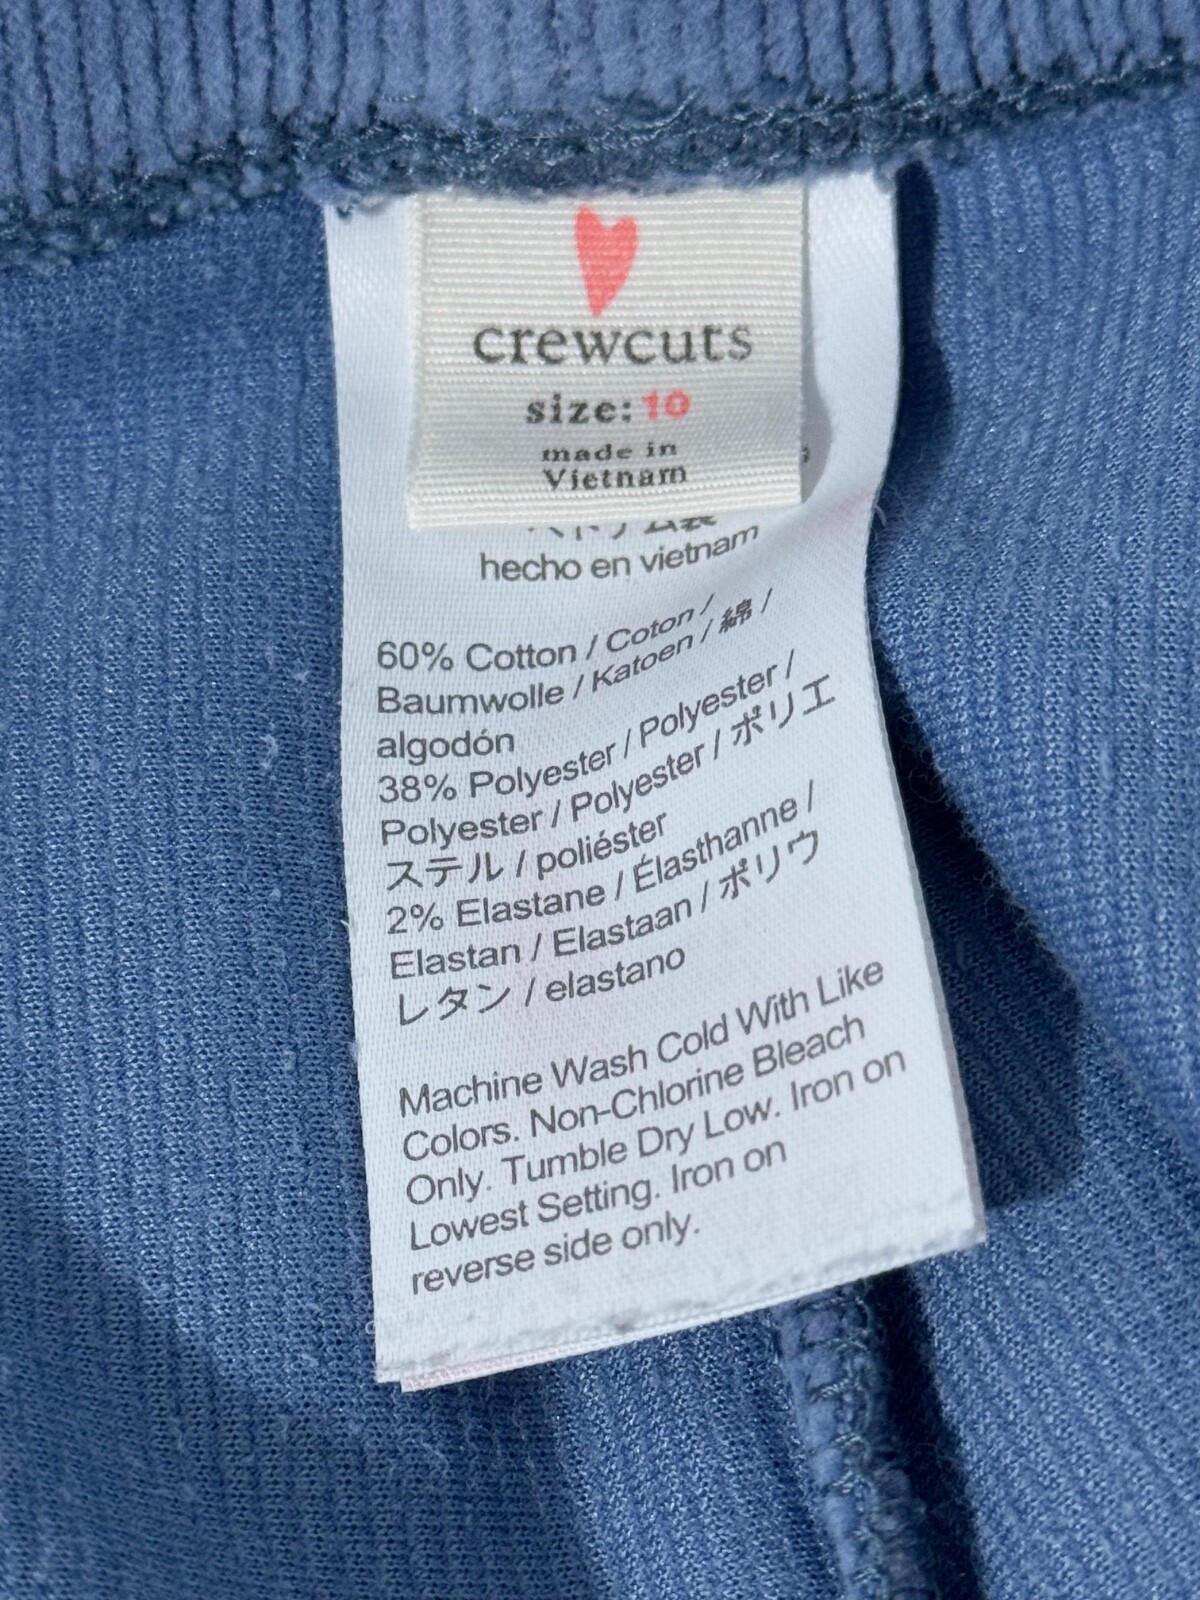 crewcuts
size: 10
made in
Vietnam
hecho en vietnam
60% Cotton / Coton /
Baumwolle / Katoen / 綿 /
algodón
38% Polyester / Polyester /
Polyester / Polyester / ポリエ
ステル / poliéster
2% Elastane / Élasthanne /
Elastan / Elastaan / ポリウ
レタン / elastano
Machine Wash Cold With Like
Colors. Non-Chlorine Bleach
Only. Tumble Dry Low. Iron on
Lowest Setting. Iron on
reverse side only.